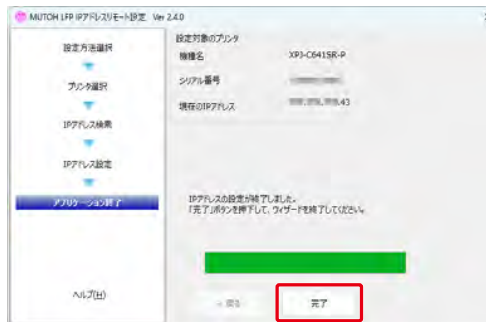 MUTOH LFP IPアドレスリモート設定 Ver 2.4.0
設定方法選択
プリンタ選択
IPアドレス検索
IPアドレス設定
アプリケーション終了
ヘルプ(H)
設定対象のプリンタ
機種名 XPJ-C641SR-P
シリアル番号
現在のIPアドレス .43
IPアドレスの設定が終了しました。
「完了」ボタンを押下して、ウィザードを終了してください。
< 戻る
完了